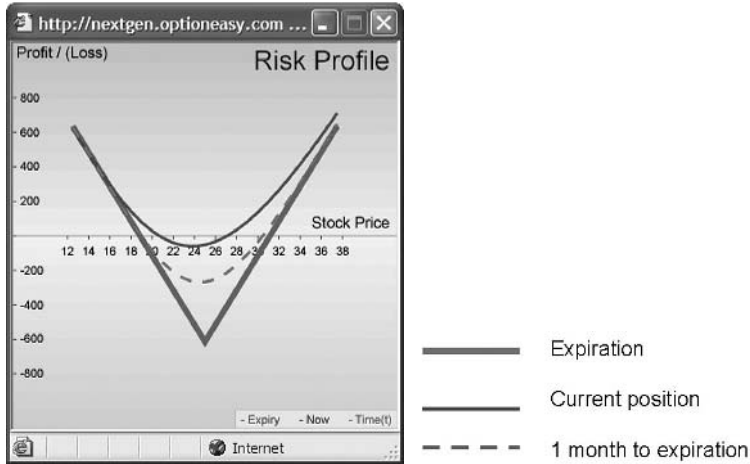 http://nextgen.optioneasy.com ...
Profit / (Loss)
Risk Profile
800
600
400
200
Stock Price
12 14 16 18 20 22 24 26 28 30 32 34 36 38
-200
-400
-600
-800
- Expiry - Now - Time(t)
Internet
Expiration
Current position
1 month to expiration